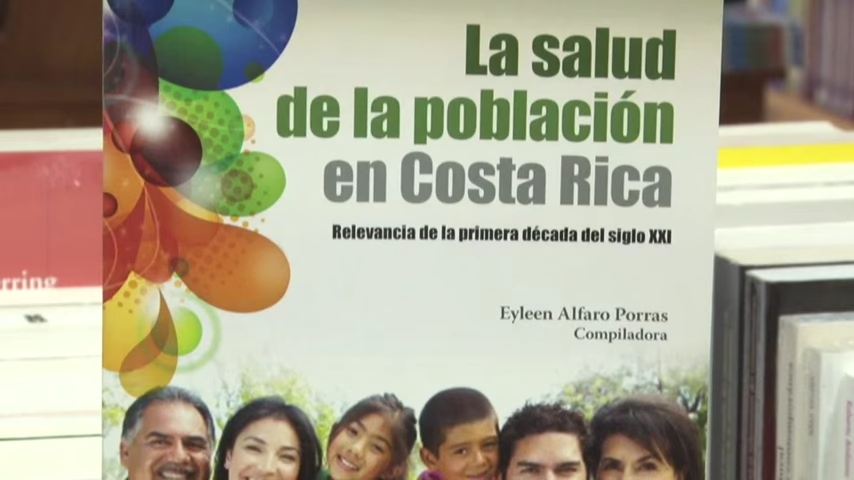 La salud
de la población
en Costa Rica
Relevancia de la primera década del siglo XXI
Eyleen Alfaro Porras
Compiladora